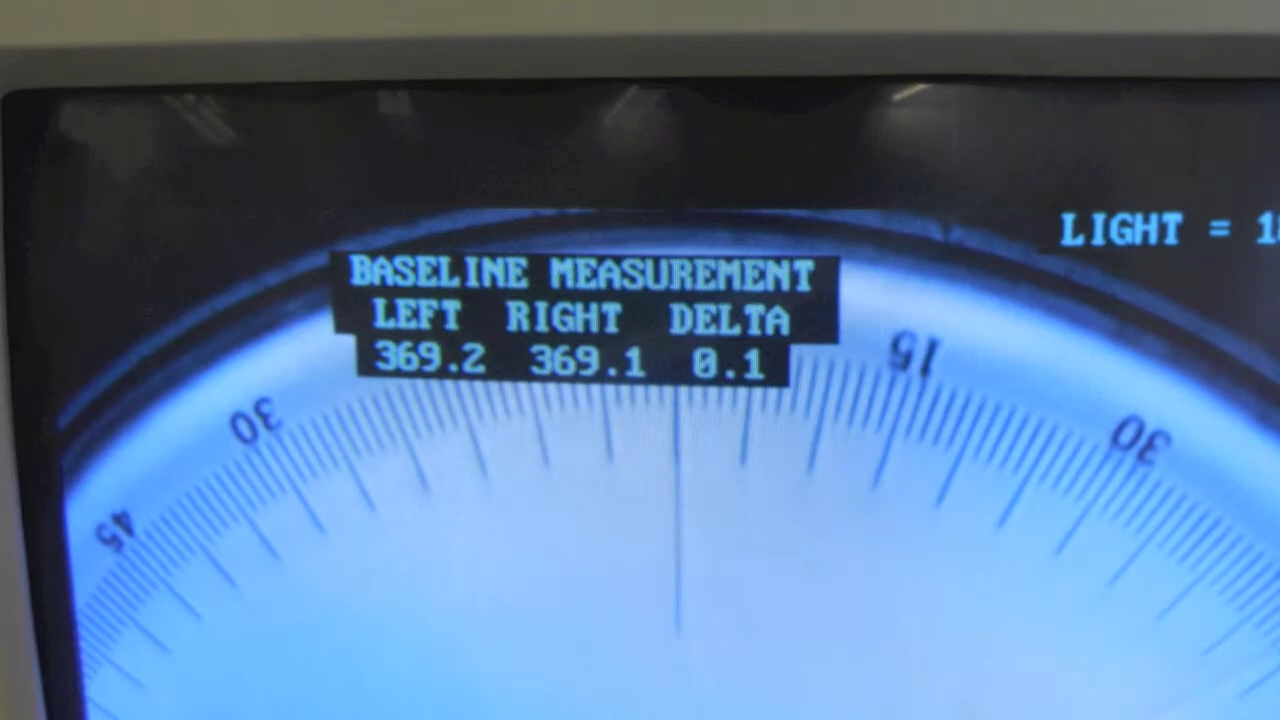 LIGHT =
BASELINE MEASUREMENT
LEFT RIGHT DELTA
369.2 369.1 0.1
15
30
30
45